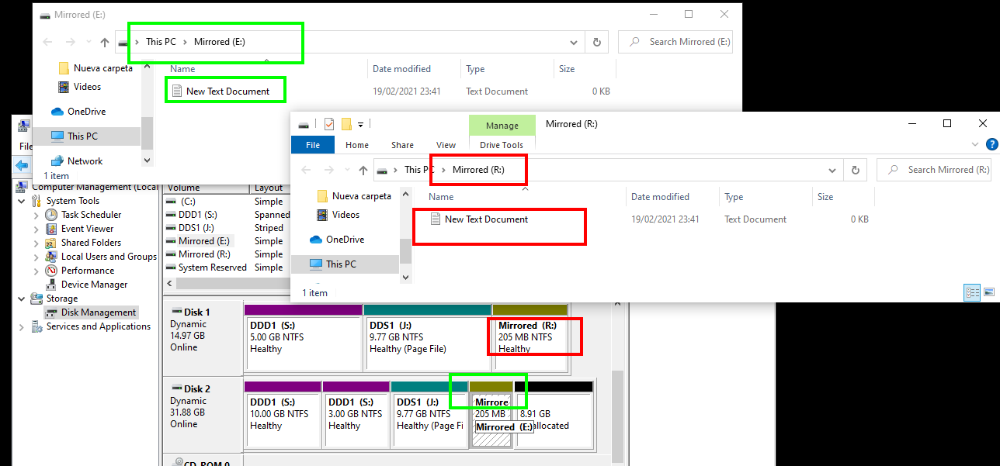 Mirrored (E:)
This PC > Mirrored (E:)
Search Mirrored (E:)
Nueva carpeta
Videos
OneDrive
This PC
Network
1 item
Name
Date modified
Type
Size
New Text Document
19/02/2021 23:41
Text Document
0 KB
Manage
Mirrored (R:)
File
Home
Share
View
Drive Tools
This PC > Mirrored (R:)
Search Mirrored (R:)
Nueva carpeta
Videos
OneDrive
This PC
1 item
Name
Date modified
Type
Size
New Text Document
19/02/2021 23:41
Text Document
0 KB
File
Computer Management (Local
System Tools
Task Scheduler
Event Viewer
Shared Folders
Local Users and Groups
Performance
Device Manager
Storage
Disk Management
Services and Applications
Volume
Layout
(C:)
Simple
DDD1 (S:)
Spanned
DDS1 (J:)
Striped
Mirrored (E:)
Simple
Mirrored (R:)
Simple
System Reserved
Simple
Disk 1
Dynamic
14.97 GB
Online
DDD1 (S:)
5.00 GB NTFS
Healthy
DDS1 (J:)
9.77 GB NTFS
Healthy (Page File)
Mirrored (R:)
205 MB NTFS
Healthy
Disk 2
Dynamic
31.88 GB
Online
DDD1 (S:)
10.00 GB NTFS
Healthy
DDD1 (S:)
3.00 GB NTFS
Healthy
DDS1 (J:)
9.77 GB NTFS
Healthy (Page Fi
Mirrore
205 MB
Mirrored (E:)
8.91 GB
allocated
CD-ROM 0